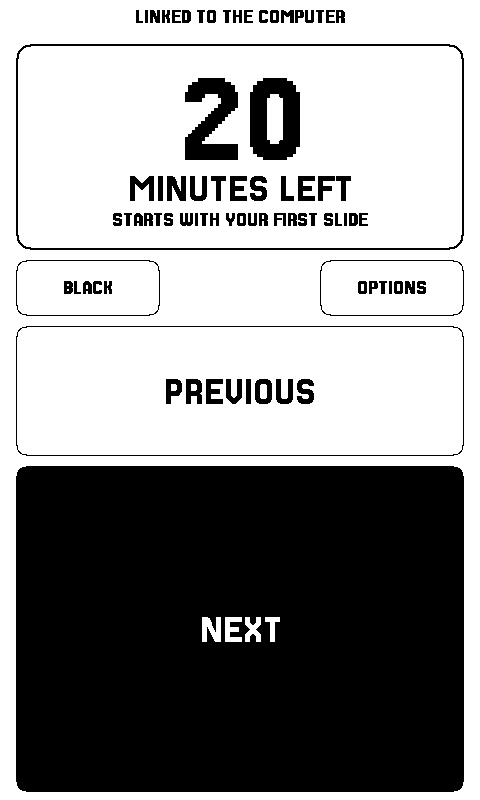 LINKED TO THE COMPUTER
20
MINUTES LEFT
STARTS WITH YOUR FIRST SLIDE
BLACK
OPTIONS
PREVIOUS
NEXT